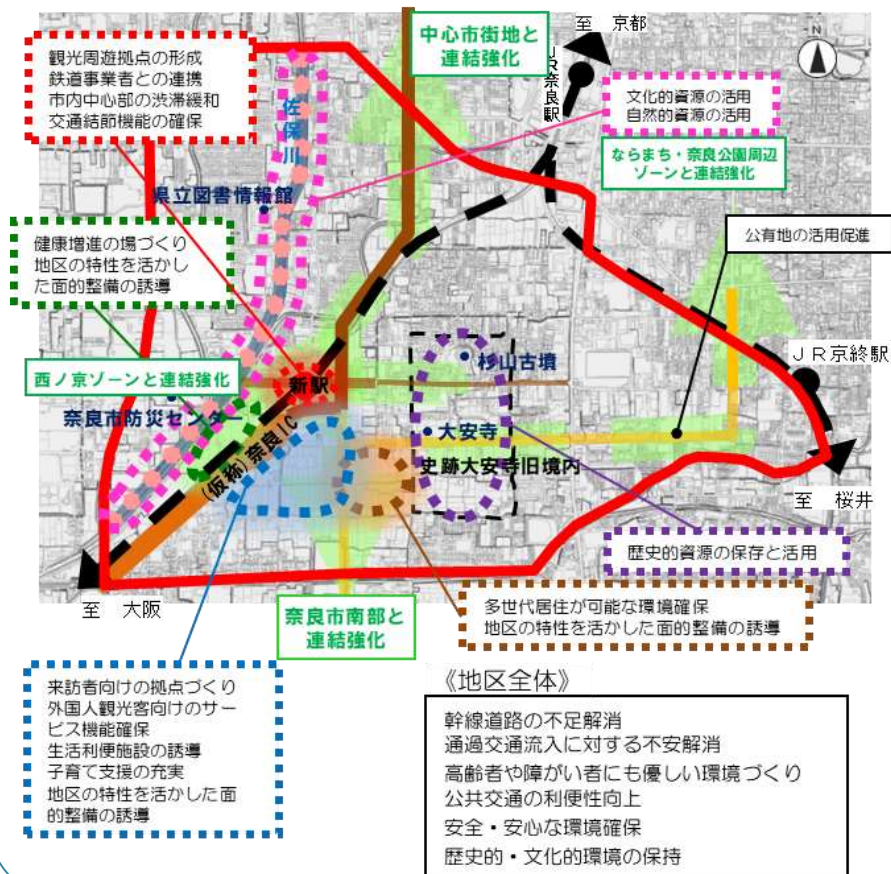 中心市街地と
連結強化
至 京都
N
観光周遊拠点の形成
鉄道事業者との連携
市内中心部の渋滞緩和
交通結節機能の確保
JR奈良駅
文化的資源の活用
自然的資源の活用
佐保川
ならまち・奈良公園周辺
ゾーンと連結強化
県立図書情報館
公有地の活用促進
健康増進の場づくり
地区の特性を活かし
た面的整備の誘導
JR京終駅
杉山古墳
西ノ京ゾーンと連結強化
新駅
奈良市防災センター
大安寺
(仮称)奈良IC
史跡大安寺旧境内
至 桜井
歴史的資源の保存と活用
至 大阪
奈良市南部と
連結強化
多世代居住が可能な環境確保
地区の特性を活かした面的整備の誘導
来訪者向けの拠点づくり
外国人観光客向けのサー
ビス機能確保
生活利便施設の誘導
子育て支援の充実
地区の特性を活かした面
的整備の誘導
《地区全体》
幹線道路の不足解消
通過交通流入に対する不安解消
高齢者や障がい者にも優しい環境づくり
公共交通の利便性向上
安全・安心な環境確保
歴史的・文化的環境の保持